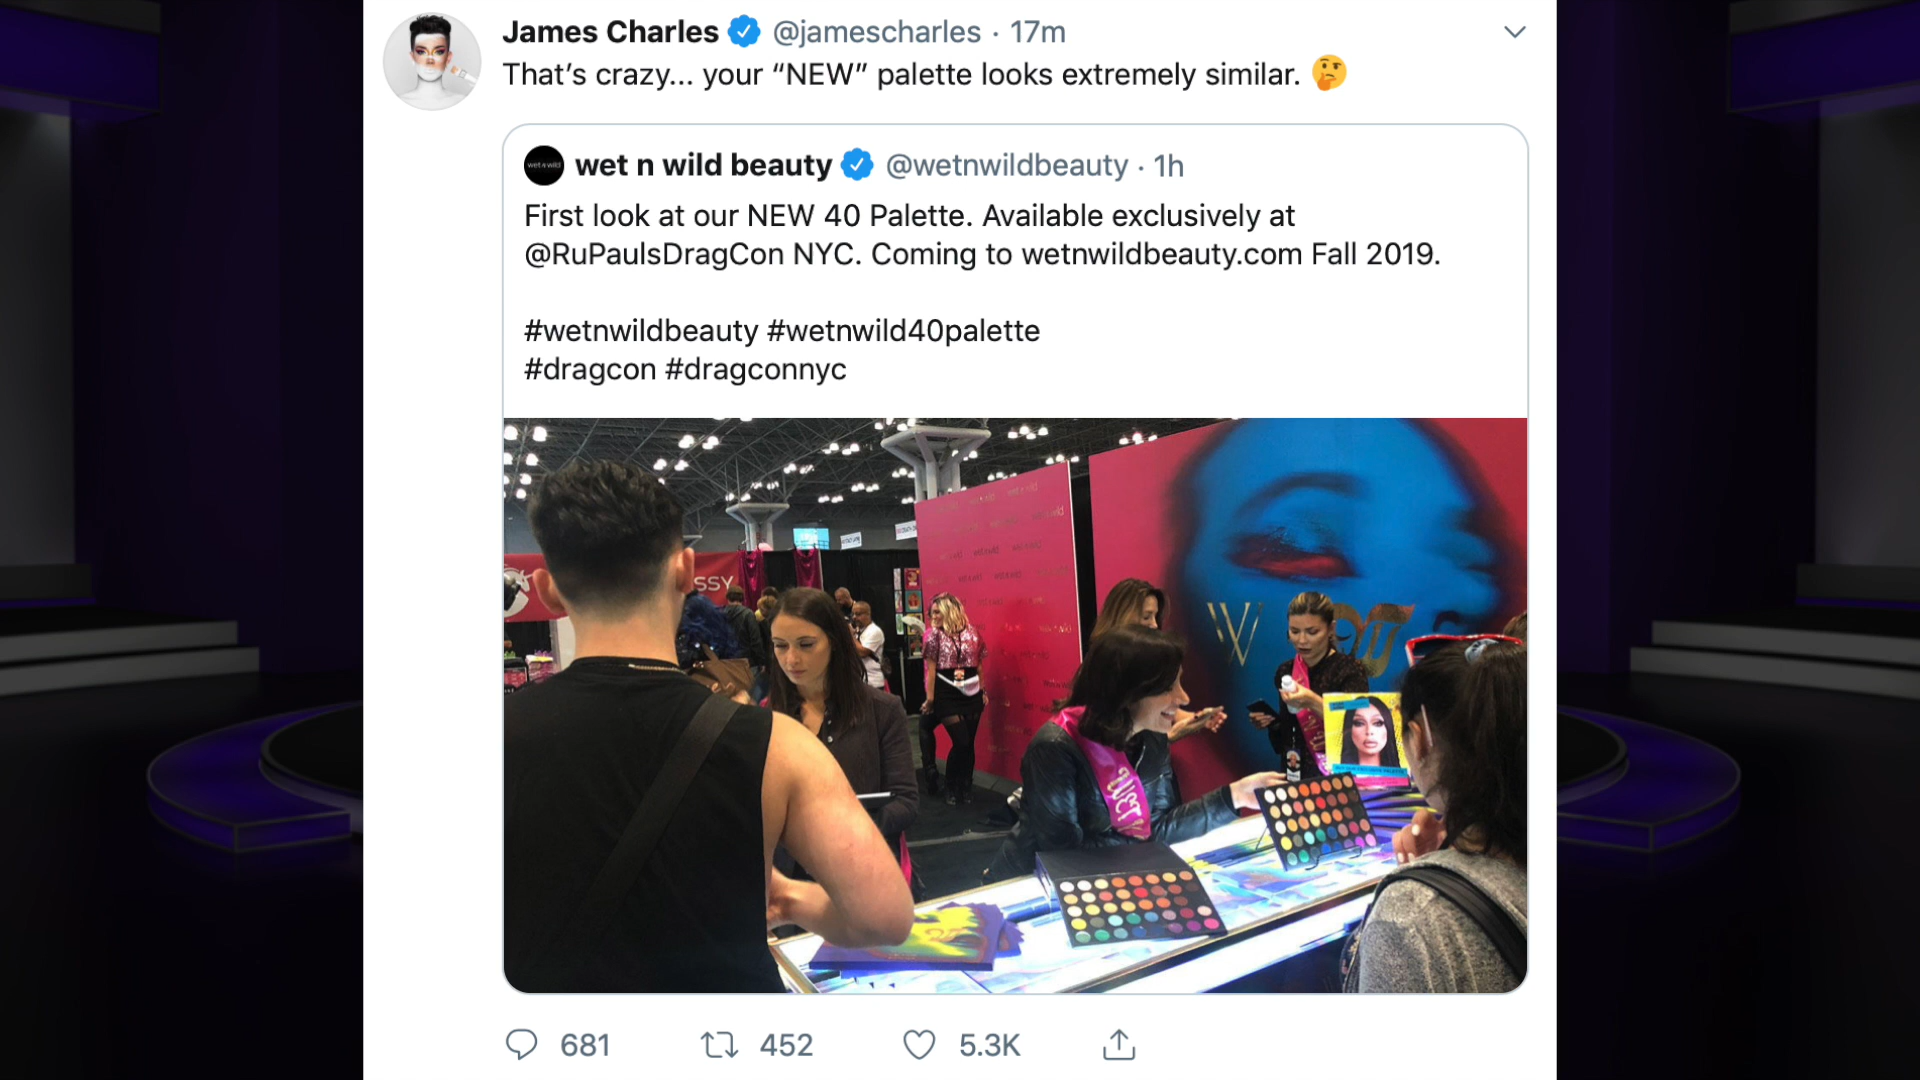 James Charles @jamescharles · 17m
That’s crazy... your “NEW” palette looks extremely similar. 🤔
wet n wild
wet n wild beauty @wetnwildbeauty · 1h
First look at our NEW 40 Palette. Available exclusively at
@RuPaulsDragCon NYC. Coming to wetnwildbeauty.com Fall 2019.
#wetnwildbeauty #wetnwild40palette
#dragcon #dragconnyc
SSY
681 452 5.3K